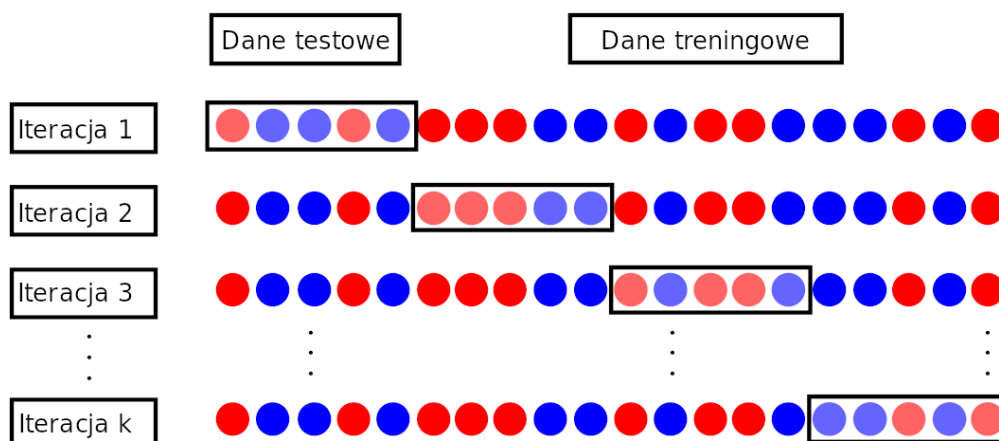 Dane testowe
Dane treningowe
Iteracja 1
Iteracja 2
Iteracja 3
Iteracja k